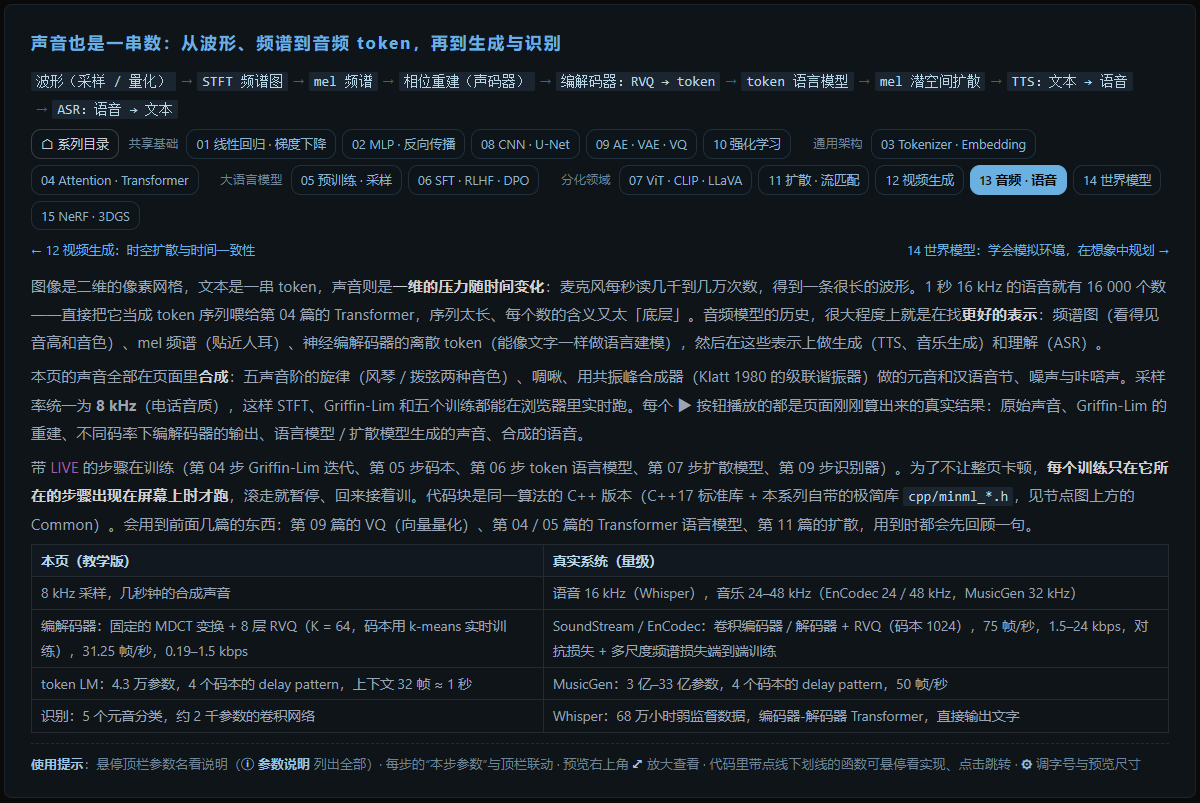 声音也是一串数：从波形、频谱到音频 token，再到生成与识别
波形（采样 / 量化） → STFT 频谱图 → mel 频谱 → 相位重建（声码器） → 编解码器：RVQ → token → token 语言模型 → mel 潜空间扩散 → TTS：文本 → 语音
→ ASR：语音 → 文本
⌂ 系列目录 共享基础 01 线性回归 · 梯度下降 02 MLP · 反向传播 08 CNN · U-Net 09 AE · VAE · VQ 10 强化学习 通用架构 03 Tokenizer · Embedding
04 Attention · Transformer 大语言模型 05 预训练 · 采样 06 SFT · RLHF · DPO 分化领域 07 ViT · CLIP · LLaVA 11 扩散 · 流匹配 12 视频生成 13 音频 · 语音 14 世界模型
15 NeRF · 3DGS
← 12 视频生成：时空扩散与时间一致性 14 世界模型：学会模拟环境，在想象中规划 →
图像是二维的像素网格，文本是一串 token，声音则是一维的压力随时间变化：麦克风每秒读几千到几万次数，得到一条很长的波形。1 秒 16 kHz 的语音就有 16 000 个数
——直接把它当成 token 序列喂给第 04 篇的 Transformer，序列太长、每个数的含义又太「底层」。音频模型的历史，很大程度上就是在找更好的表示：频谱图（看得见
音高和音色）、mel 频谱（贴近人耳）、神经编解码器的离散 token（能像文字一样做语言建模），然后在这些表示上做生成（TTS、音乐生成）和理解（ASR）。
本页的声音全部在页面里合成：五声音阶的旋律（风琴 / 拨弦两种音色）、啁啾、用共振峰合成器（Klatt 1980 的级联谐振器）做的元音和汉语音节、噪声与咔嗒声。采样
率统一为 8 kHz（电话音质），这样 STFT、Griffin-Lim 和五个训练都能在浏览器里实时跑。每个 ▶ 按钮播放的都是页面刚刚算出来的真实结果：原始声音、Griffin-Lim 的
重建、不同码率下编解码器的输出、语言模型 / 扩散模型生成的声音、合成的语音。
带 LIVE 的步骤在训练（第 04 步 Griffin-Lim 迭代、第 05 步码本、第 06 步 token 语言模型、第 07 步扩散模型、第 09 步识别器）。为了不让整页卡顿，每个训练只在它所
在的步骤出现在屏幕上时才跑，滚走就暂停、回来接着训。代码块是同一算法的 C++ 版本（C++17 标准库 + 本系列自带的极简库 cpp/minml_*.h，见节点图上方的
Common）。会用到前面几篇的东西：第 09 篇的 VQ（向量量化）、第 04 / 05 篇的 Transformer 语言模型、第 11 篇的扩散，用到时都会先回顾一句。
本页（教学版） 真实系统（量级）
8 kHz 采样，几秒钟的合成声音 语音 16 kHz（Whisper），音乐 24–48 kHz（EnCodec 24 / 48 kHz，MusicGen 32 kHz）
编解码器：固定的 MDCT 变换 + 8 层 RVQ（K = 64，码本用 k-means 实时训 SoundStream / EnCodec：卷积编码器 / 解码器 + RVQ（码本 1024），75 帧/秒，1.5–24 kbps，对
练），31.25 帧/秒，0.19–1.5 kbps 抗损失 + 多尺度频谱损失端到端训练
token LM：4.3 万参数，4 个码本的 delay pattern，上下文 32 帧 ≈ 1 秒 MusicGen：3 亿–33 亿参数，4 个码本的 delay pattern，50 帧/秒
识别：5 个元音分类，约 2 千参数的卷积网络 Whisper：68 万小时弱监督数据，编码器-解码器 Transformer，直接输出文字
使用提示：悬停顶栏参数名看说明（ⓘ 参数说明 列出全部）· 每步的“本步参数”与顶栏联动 · 预览右上角 ⤢ 放大查看 · 代码里带点线下划线的函数可悬停看实现、点击跳转 · ⚙ 调字号与预览尺寸